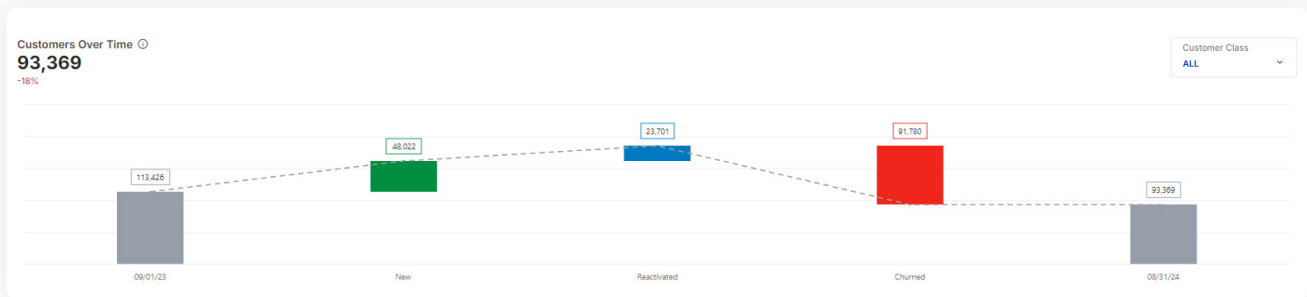 Customers Over Time
93,369
-18%
Customer Class
ALL
113,426
48,022
23,701
91,780
93,369
09/01/23
New
Reactivated
Churned
08/31/24